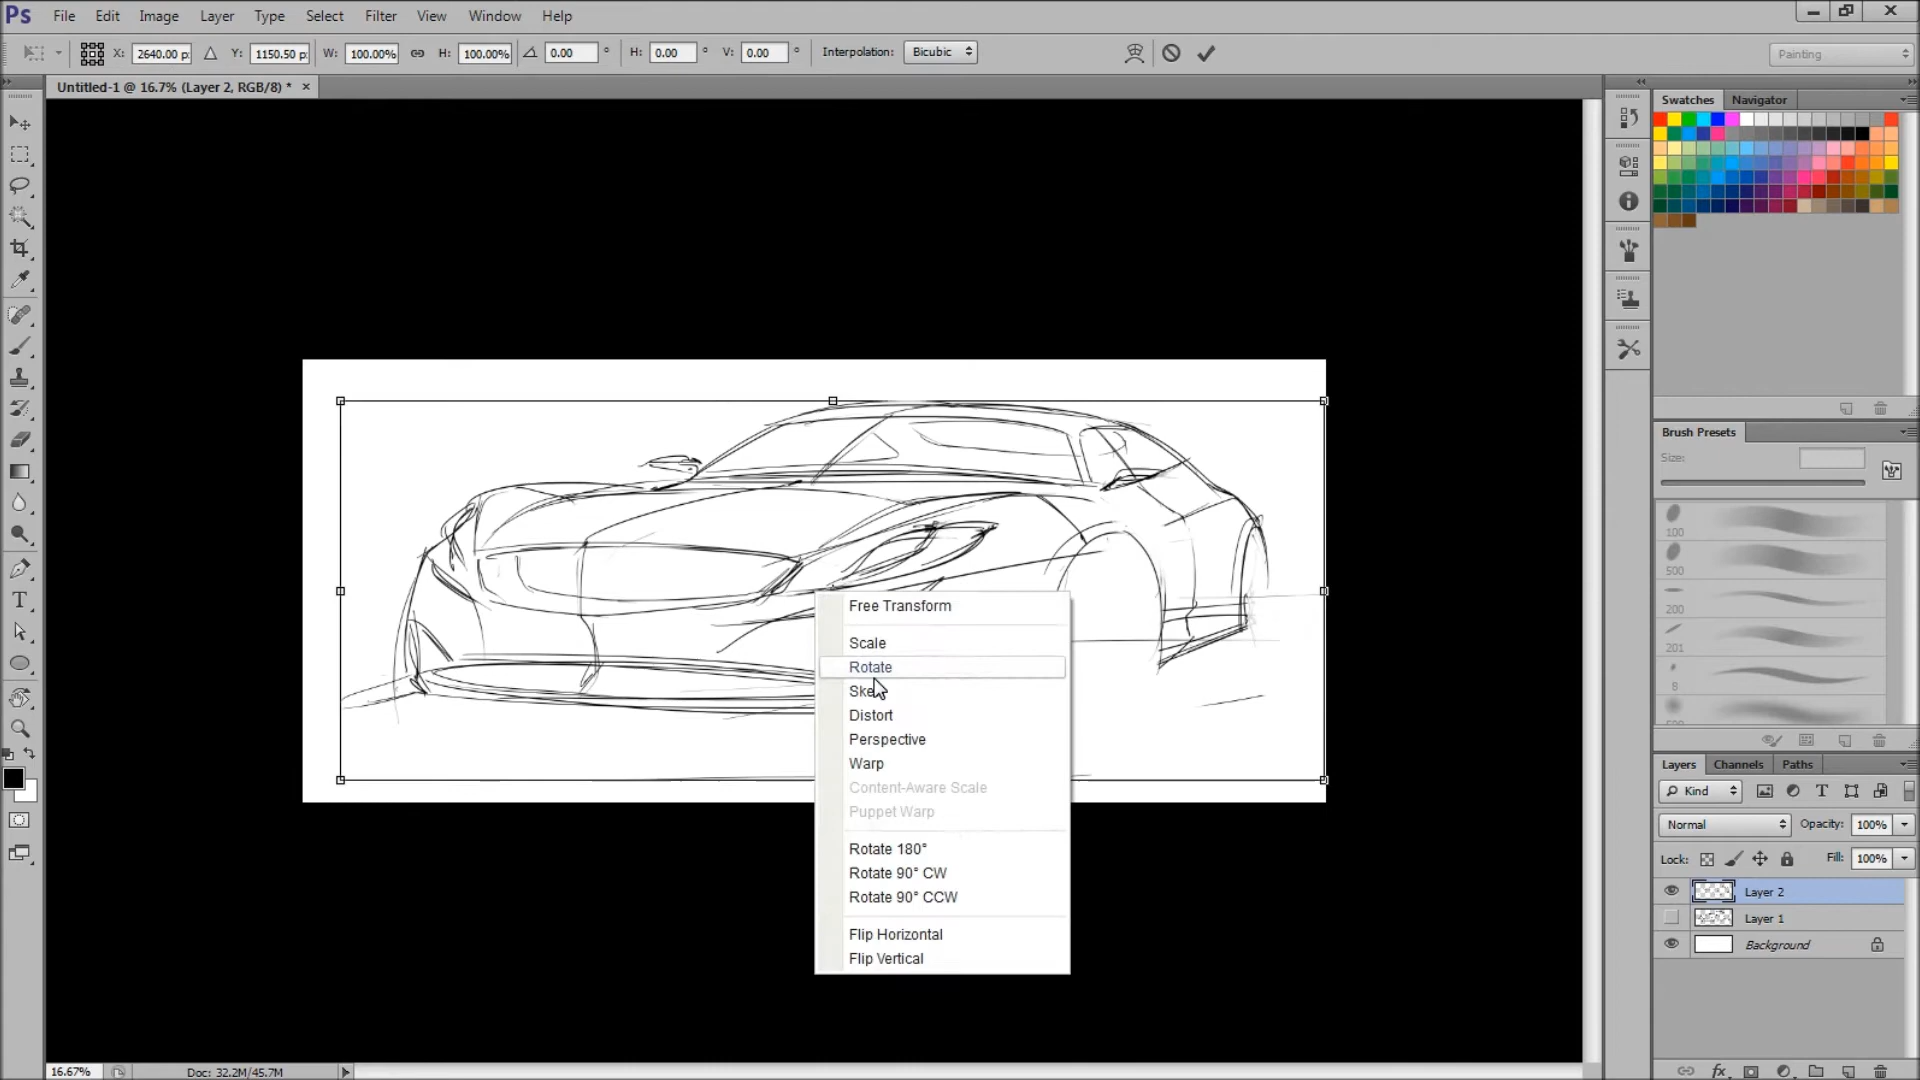 Ps File Edit Image Layer Type Select Filter View Window Help
X: 2640.00 p: Y: 1150.50 p: W: 100.00% H: 100.00% 0.00 ° H: 0.00 ° V: 0.00 ° Interpolation: Bicubic Painting
Untitled-1 @ 16.7% (Layer 2, RGB/8) * ×
Swatches Navigator
Brush Presets
Size:
100
500
200
201
8
Free Transform
Scale
Rotate
Ske
Distort
Perspective
Warp
Content-Aware Scale
Puppet Warp
Rotate 180°
Rotate 90° CW
Rotate 90° CCW
Flip Horizontal
Flip Vertical
Layers Channels Paths
Kind
Normal Opacity: 100%
Lock: Fill: 100%
Layer 2
Layer 1
Background
16.67% Doc: 32.2M/45.7M
fx